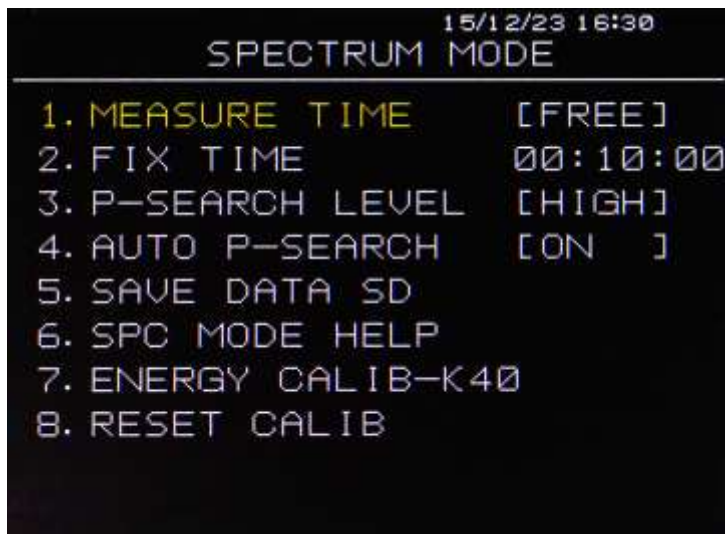 15/12/23 16:30
SPECTRUM MODE
1. MEASURE TIME [FREE]
2. FIX TIME 00:10:00
3. P-SEARCH LEVEL [HIGH]
4. AUTO P-SEARCH [ON ]
5. SAVE DATA SD
6. SPC MODE HELP
7. ENERGY CALIB-K40
8. RESET CALIB